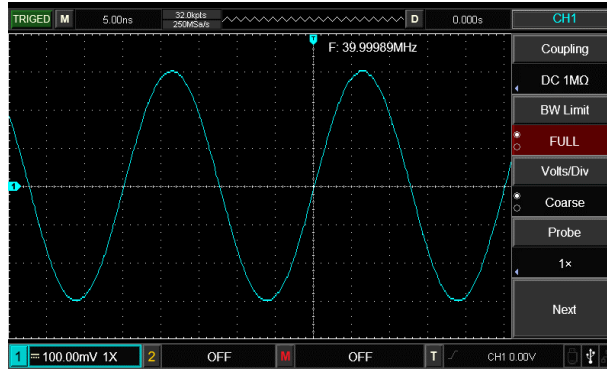 TRIGED M 5.00ns 32.0kpts D 0.000s CH1
250MSa/s
T
F: 39.99989MHz
Coupling
DC 1MΩ
BW Limit
FULL
Volts/Div
1
Coarse
Probe
1×
Next
1 100.00mV 1X 2 OFF M OFF T CH1 0.00V